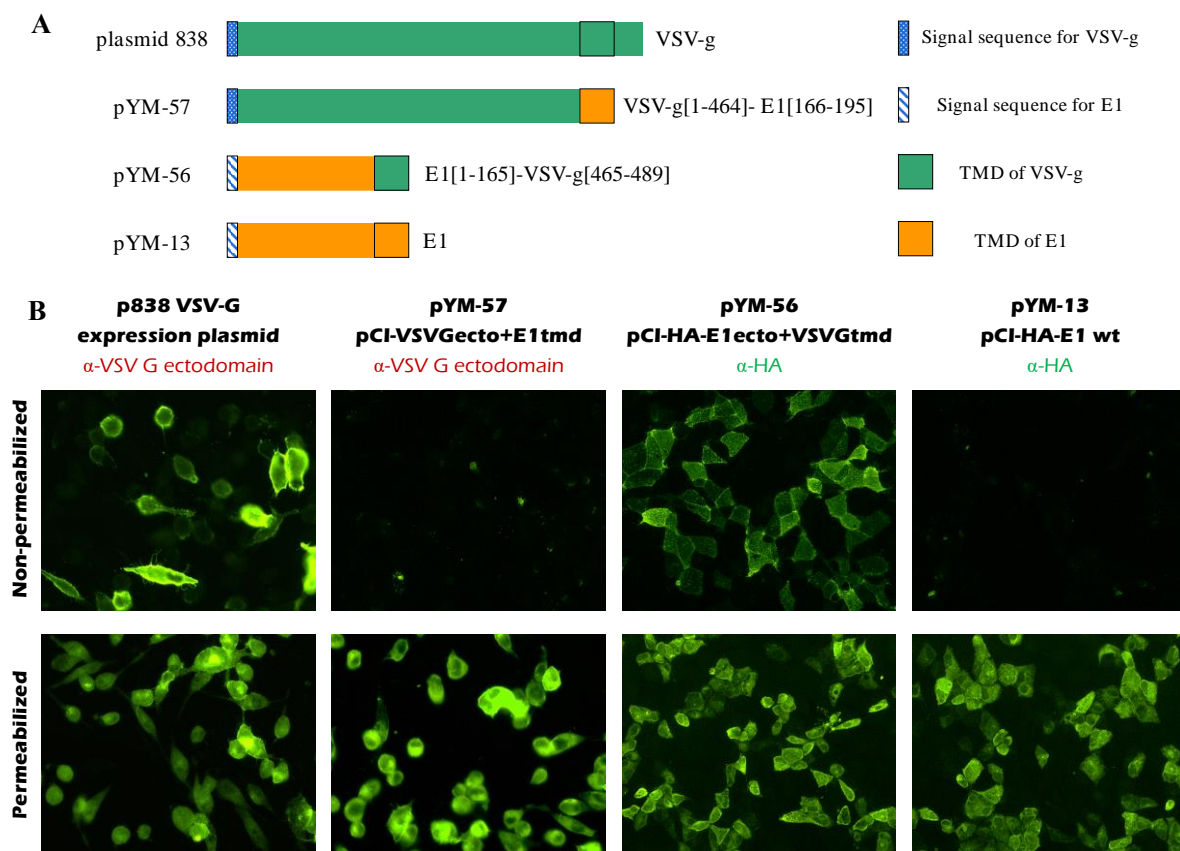 A
plasmid 838
VSV-g
Signal sequence for VSV-g
pYM-57
VSV-g[1-464]- E1[166-195]
Signal sequence for E1
pYM-56
E1[1-165]-VSV-g[465-489]
TMD of VSV-g
pYM-13
E1
TMD of E1
B
p838 VSV-G
expression plasmid
α-VSV G ectodomain
pYM-57
pCI-VSVGecto+E1tmd
α-VSV G ectodomain
pYM-56
pCI-HA-E1ecto+VSVGtmd
α-HA
pYM-13
pCI-HA-E1 wt
α-HA
Non-permeabilized
Permeabilized